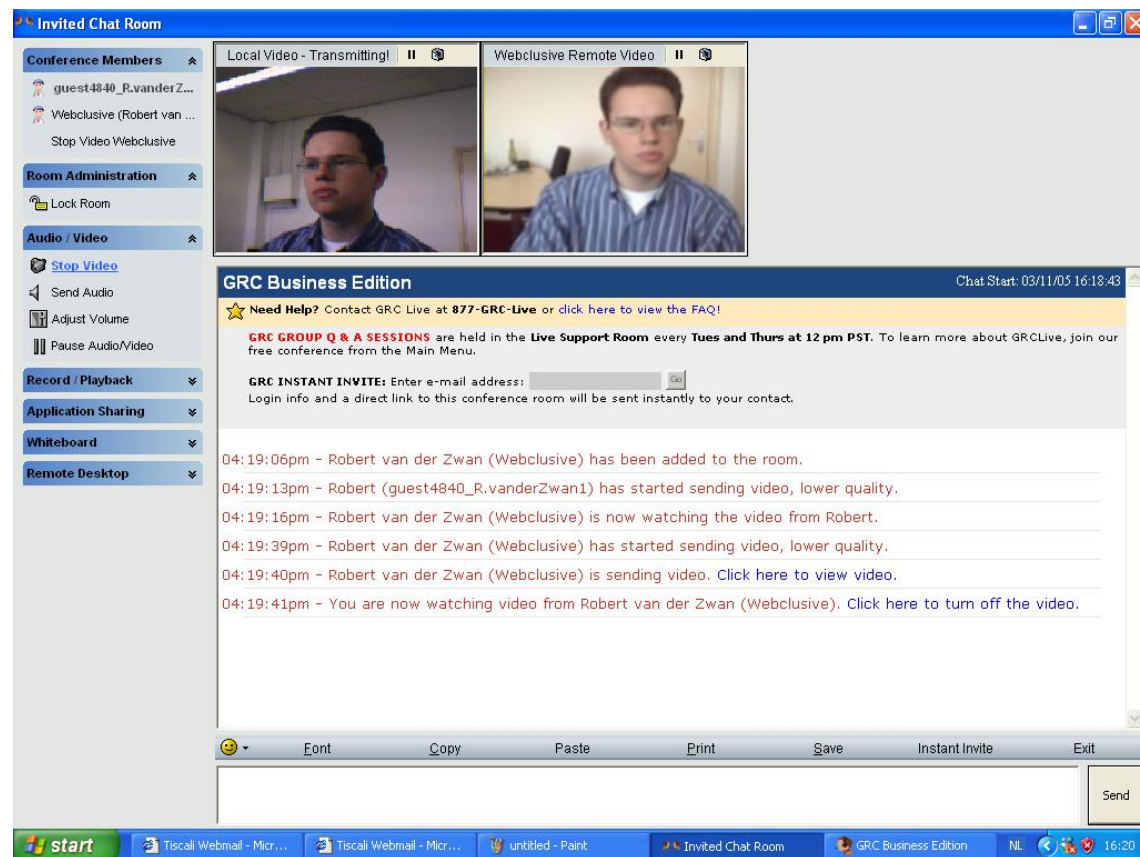 Invited Chat Room
Conference Members
guest4840_R.vanderZ...
Webclusive (Robert van ...
Stop Video Webclusive
Room Administration
Lock Room
Audio / Video
Stop Video
Send Audio
Adjust Volume
Pause Audio/Video
Record / Playback
Application Sharing
Whiteboard
Remote Desktop
Local Video - Transmitting!
Webclusive Remote Video
GRC Business Edition
Chat Start: 03/11/05 16:18:43
Need Help? Contact GRC Live at 877-GRC-Live or click here to view the FAQ!
GRC GROUP Q & A SESSIONS are held in the Live Support Room every Tues and Thurs at 12 pm PST. To learn more about GRCLive, join our
free conference from the Main Menu.
GRC INSTANT INVITE: Enter e-mail address: Go
Login info and a direct link to this conference room will be sent instantly to your contact.
04:19:06pm - Robert van der Zwan (Webclusive) has been added to the room.
04:19:13pm - Robert (guest4840_R.vanderZwan1) has started sending video, lower quality.
04:19:16pm - Robert van der Zwan (Webclusive) is now watching the video from Robert.
04:19:39pm - Robert van der Zwan (Webclusive) has started sending video, lower quality.
04:19:40pm - Robert van der Zwan (Webclusive) is sending video. Click here to view video.
04:19:41pm - You are now watching video from Robert van der Zwan (Webclusive). Click here to turn off the video.
Font Copy Paste Print Save Instant Invite Exit
Send
start Tiscali Webmail - Micr... Tiscali Webmail - Micr... untitled - Paint Invited Chat Room GRC Business Edition NL 16:20